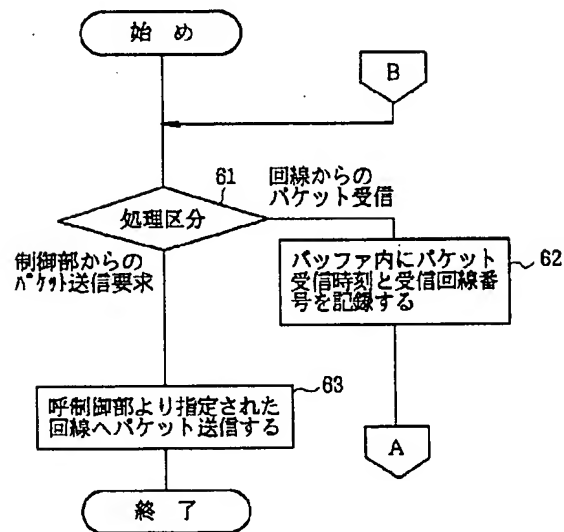 始め
B
61
回線からの
パケット受信
処理区分
制御部からの
パケット送信要求
バッファ内にパケット
受信時刻と受信回線番
号を記録する
62
63
呼制御部より指定された
回線へパケット送信する
A
終了